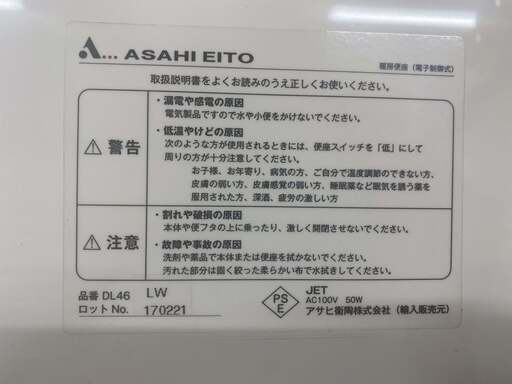 A... ASAHI EITO
暖房便座（電子制御式）
取扱説明書をよくお読みのうえ正しくお使いください。
⚠ 警告
・漏電や感電の原因
電気製品ですので水や小便をかけないでください。
・低温やけどの原因
次のような方が使用されるときには、便座スイッチを「低」にして
周りの方が十分注意してください。
お子様、お年寄り、病気の方、ご自分で温度調節のできない方、
皮膚の弱い方、皮膚感覚の弱い方、睡眠薬など眠気を誘う薬を
服用された方、深酒、疲労の激しい方
⚠ 注意
・割れや破損の原因
本体や便フタの上に乗ったり、激しく開閉させないでください。
・故障や事故の原因
洗剤や薬品で本体または便座を拭かないでください。
汚れた部分は固く絞った柔らかい布で水拭きしてください。
品番 DL46 LW
ロット No. 170221
PS
E
JET
AC100V 50W
アサヒ衛陶株式会社（輸入販売元）